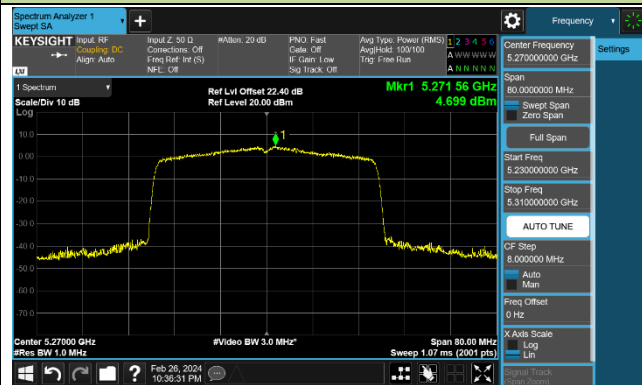 Spectrum Analyzer 1
Swept SA
Frequency
KEYSIGHT
Input: RF
Coupling: DC
Align: Auto
Input Z: 50 Ω
Corrections: Off
Freq Ref: Int (S)
NFE: Off
#Atten: 20 dB
PNO: Fast
Gate: Off
IF Gain: Low
Sig Track: Off
Avg Type: Power (RMS)
Avg|Hold: 100/100
Trig: Free Run
1 2 3 4 5 6
A W W W W W
A N N N N N
LXI
1 Spectrum
Scale/Div 10 dB
Log
Ref Lvl Offset 22.40 dB
Ref Level 20.00 dBm
Mkr1 5.271 56 GHz
4.699 dBm
1
10.0
0.00
-10.0
-20.0
-30.0
-40.0
-50.0
-60.0
-70.0
Center 5.27000 GHz
#Res BW 1.0 MHz
#Video BW 3.0 MHz*
Span 80.00 MHz
Sweep 1.07 ms (2001 pts)
Feb 26, 2024
10:36:31 PM
Settings
Center Frequency
5.270000000 GHz
Span
80.0000000 MHz
Swept Span
Zero Span
Full Span
Start Freq
5.230000000 GHz
Stop Freq
5.310000000 GHz
AUTO TUNE
CF Step
8.000000 MHz
Auto
Man
Freq Offset
0 Hz
X Axis Scale
Log
Lin
Signal Track
(Span Zoom)